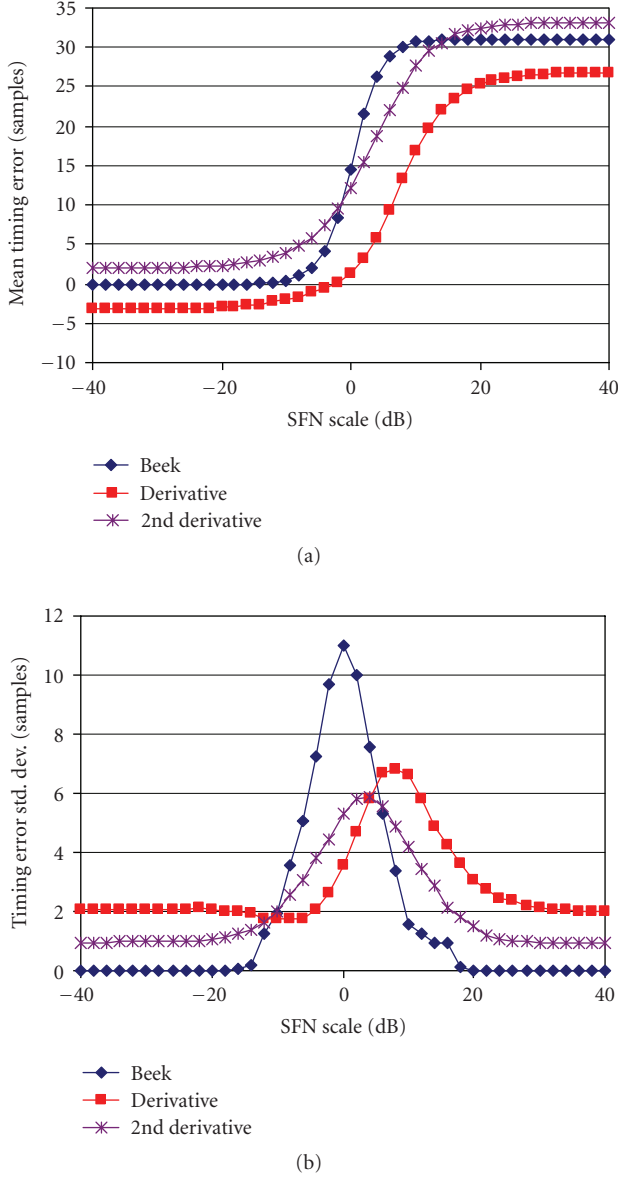 35
30
25
20
15
10
5
0
−5
−10
Mean timing error (samples)
−40
−20
0
20
40
SFN scale (dB)
Beek
Derivative
2nd derivative
(a)
12
10
8
6
4
2
0
Timing error std. dev. (samples)
−40
−20
0
20
40
SFN scale (dB)
Beek
Derivative
2nd derivative
(b)